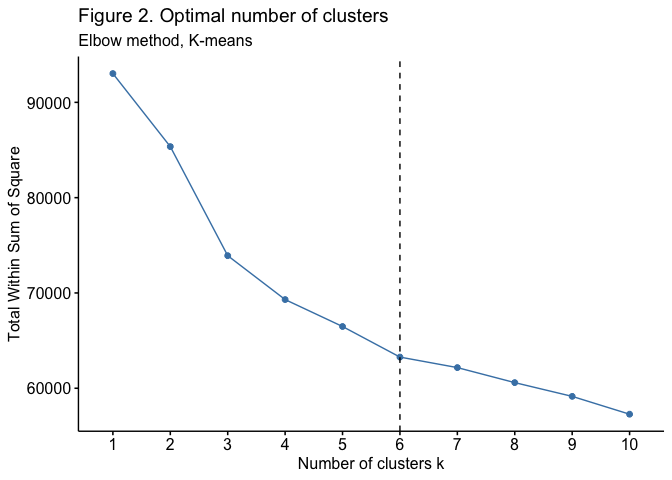 Figure 2. Optimal number of clusters
Elbow method, K-means
Total Within Sum of Square
90000
80000
70000
60000
1 2 3 4 5 6 7 8 9 10
Number of clusters k